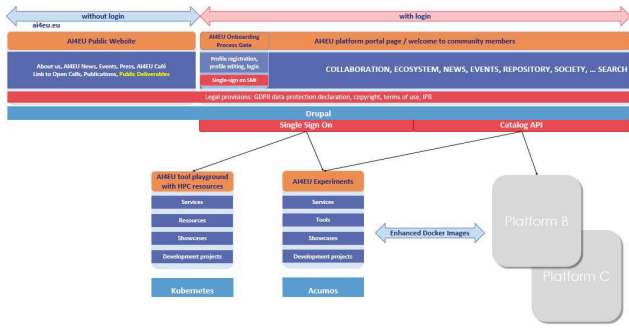 without login
with login
ai4eu.eu
AI4EU Public Website
AI4EU Onboarding
Process Gate
AI4EU platform portal page / welcome to community members
About us, AI4EU News, Events, Press, AI4EU Café
Link to Open Calls, Publications, Public Deliverables
Profile registration,
profile editing, login
Single-sign on SMI
COLLABORATION, ECOSYSTEM, NEWS, EVENTS, REPOSITORY, SOCIETY, ... SEARCH
Legal provisions: GDPR data protection declaration, copyright, terms of use, IPR
Drupal
Single Sign On
Catalog API
AI4EU tool playground
with HPC resources
Services
Resources
Showcases
Development projects
Kubernetes
AI4EU Experiments
Services
Tools
Showcases
Development projects
Acumos
Enhanced Docker Images
Platform B
Platform C